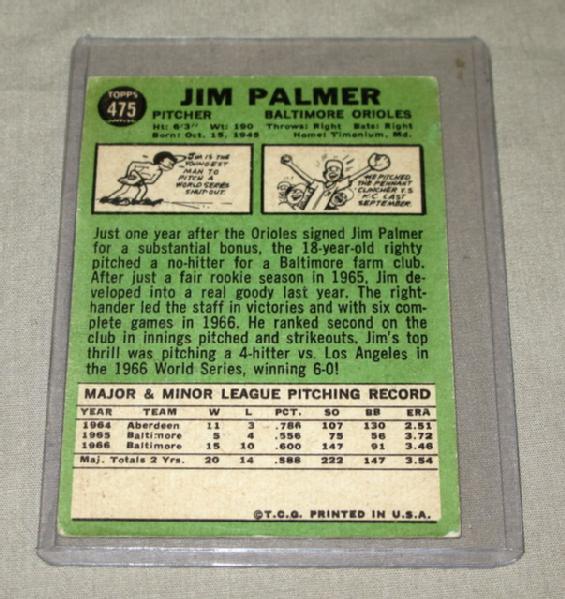 TOPPS
475
JIM PALMER
PITCHER BALTIMORE ORIOLES
Ht: 6'3" Wt: 190 Throws: Right Bats: Right
Born: Oct. 15, 1945 Home: Timonium, Md.
JIM IS THE
YOUNGEST
MAN TO
PITCH A
WORLD SERIES
SHUT-OUT
HE PITCHED
THE PENNANT
CLINCHER VS.
K.C. LAST
SEPTEMBER.
Just one year after the Orioles signed Jim Palmer
for a substantial bonus, the 18-year-old righty
pitched a no-hitter for a Baltimore farm club.
After just a fair rookie season in 1965, Jim de-
veloped into a real goody last year. The right-
hander led the staff in victories and with six com-
plete games in 1966. He ranked second on the
club in innings pitched and strikeouts. Jim's top
thrill was pitching a 4-hitter vs. Los Angeles in
the 1966 World Series, winning 6-0!
MAJOR & MINOR LEAGUE PITCHING RECORD
YEAR TEAM W L PCT. SO BB ERA
1964 Aberdeen 11 3 .786 107 130 2.51
1965 Baltimore 5 4 .556 75 56 3.72
1966 Baltimore 15 10 .600 147 91 3.46
Maj. Totals 2 Yrs. 20 14 .588 222 147 3.54
©T.C.G. PRINTED IN U.S.A.